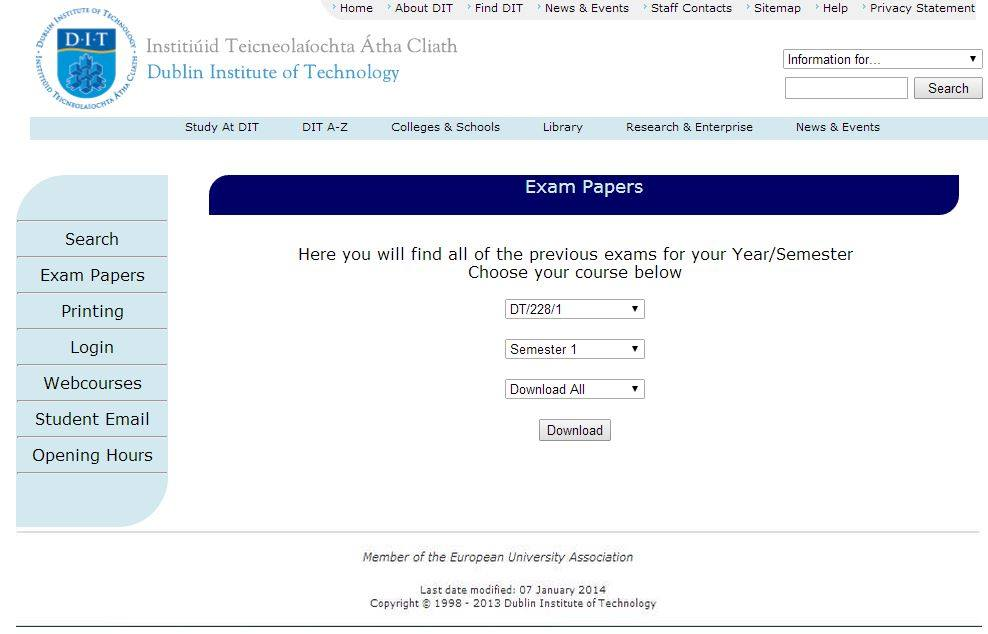 Home About DIT Find DIT News & Events Staff Contacts Sitemap Help Privacy Statement
DUBLIN INSTITUTE OF TECHNOLOGY
D·I·T
INSTITIÚID TEICNEOLAÍOCHTA ÁTHA CLIATH
Institiúid Teicneolaíochta Átha Cliath
Dublin Institute of Technology
Information for...
Search
Study At DIT DIT A-Z Colleges & Schools Library Research & Enterprise News & Events
Search
Exam Papers
Printing
Login
Webcourses
Student Email
Opening Hours
Exam Papers
Here you will find all of the previous exams for your Year/Semester
Choose your course below
DT/228/1
Semester 1
Download All
Download
Member of the European University Association
Last date modified: 07 January 2014
Copyright © 1998 - 2013 Dublin Institute of Technology